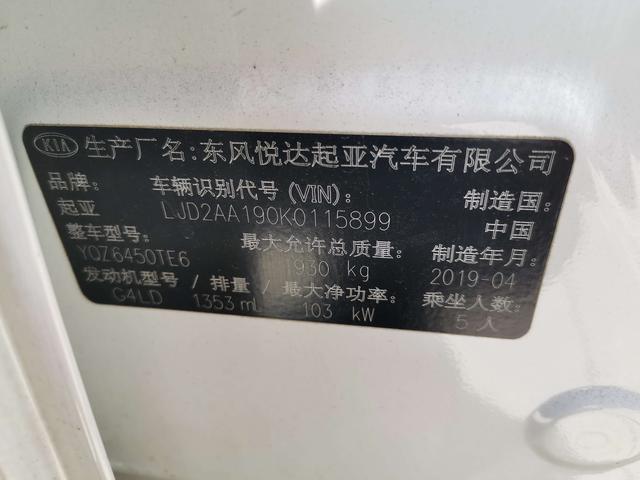 KIA 生产厂名:东风悦达起亚汽车有限公司
品牌: 车辆识别代号 (VIN): 制造国:
起亚 LJD2AA190K0115899 中国
整车型号: 最大允许总质量: 制造年月:
YQZ6450TE6 1930 kg 2019-04
发动机型号 / 排量 / 最大净功率: 乘坐人数:
G4LD 1353 mL 103 kW 5 人